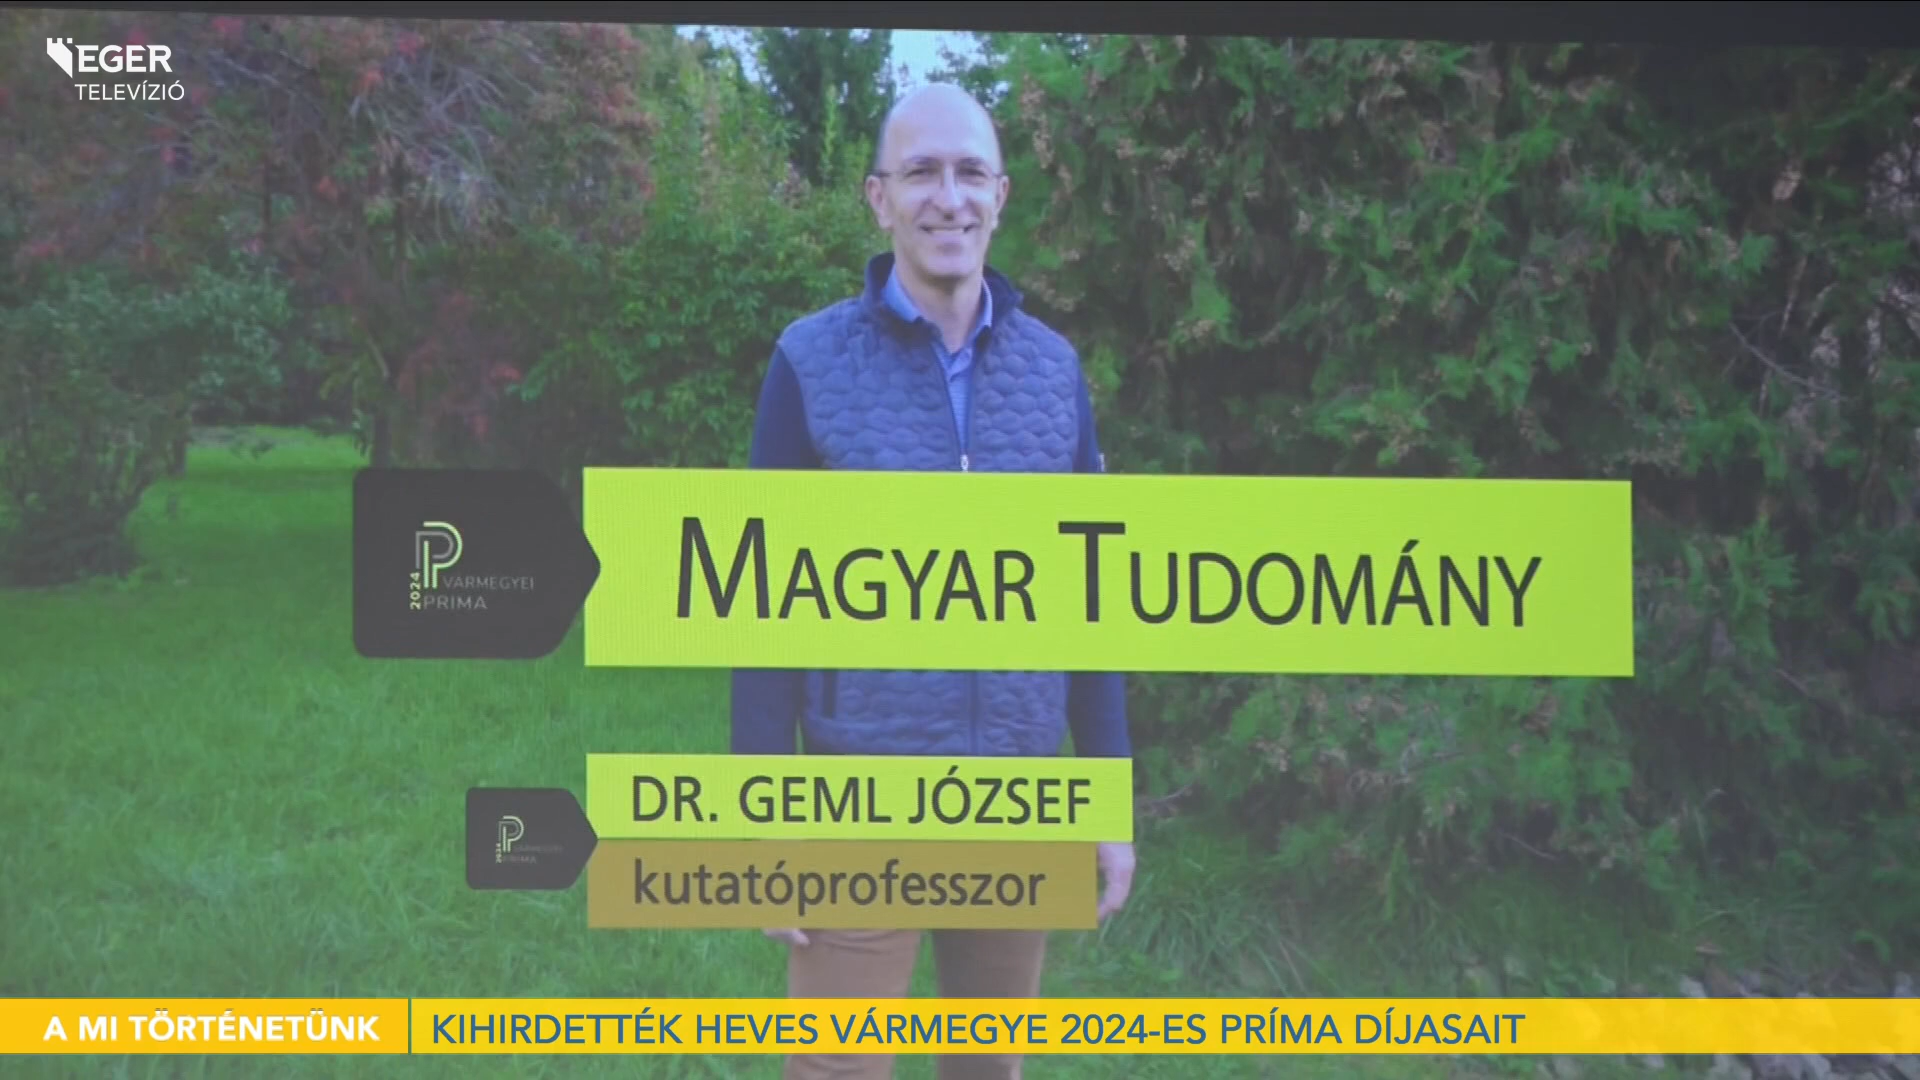 EGER
TELEVÍZIÓ
MAGYAR TUDOMÁNY
2024 VÁRMEGYEI
PRIMA
DR. GEML JÓZSEF
kutatóprofesszor
A MI TÖRTÉNETÜNK
KIHIRDETTÉK HEVES VÁRMEGYE 2024-ES PRÍMA DÍJASAIT